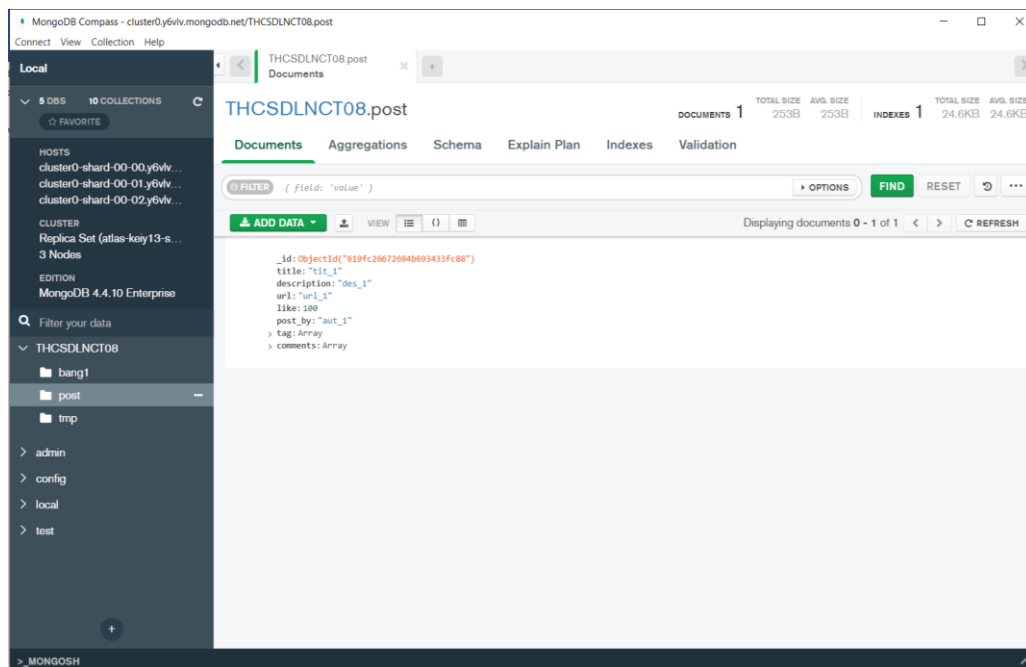 MongoDB Compass - cluster0.y6vlv.mongodb.net/THCSDLNCT08.post
Connect View Collection Help
Local
5 DBS 10 COLLECTIONS
FAVORITE
HOSTS
cluster0-shard-00-00.y6vlv...
cluster0-shard-00-01.y6vlv...
cluster0-shard-00-02.y6vlv...
CLUSTER
Replica Set (atlas-keiy13-s...
3 Nodes
EDITION
MongoDB 4.4.10 Enterprise
Filter your data
THCSDLNCT08
bang1
post
tmp
admin
config
local
test
>_MONGOSH
THCSDLNCT08.post
Documents
THCSDLNCT08.post
DOCUMENTS 1 TOTAL SIZE 253B AVG. SIZE 253B INDEXES 1 TOTAL SIZE 24.6KB AVG. SIZE 24.6KB
Documents Aggregations Schema Explain Plan Indexes Validation
FILTER { field: 'value' } OPTIONS FIND RESET
ADD DATA VIEW {} Displaying documents 0 - 1 of 1 REFRESH
_id:ObjectId("619fc26672694b693433fc88")
title:"tit_1"
description:"des_1"
url:"url_1"
like:100
post_by:"aut_1"
> tag:Array
> comments:Array